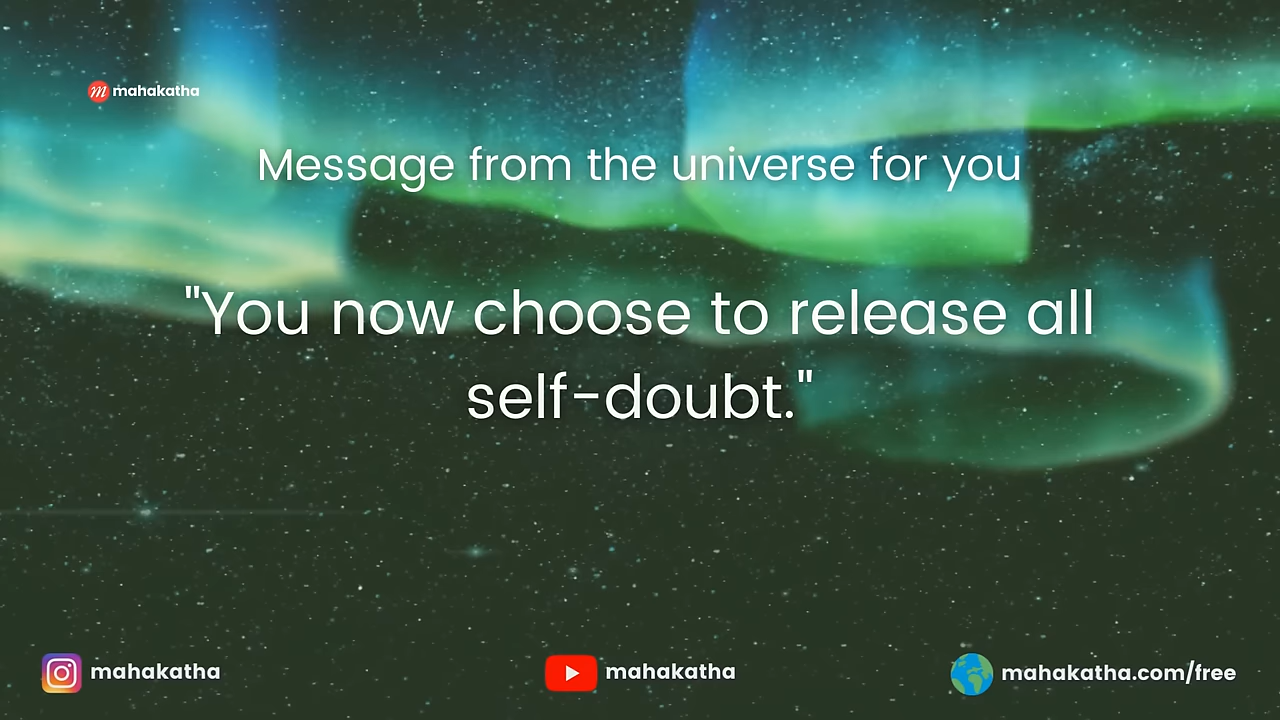 mahakatha
Message from the universe for you
"You now choose to release all
self-doubt."
mahakatha
mahakatha
mahakatha.com/free